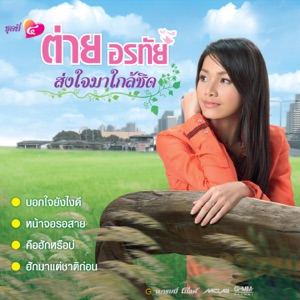 ชุดที่ ๔
ต่าย อรทัย
ส่งใจมาใกล้ชิด
บอกใจยังไงดี
หน้าจอรอสาย
คือฮักหรือบ่
ฮักมาแต่ชาติก่อน